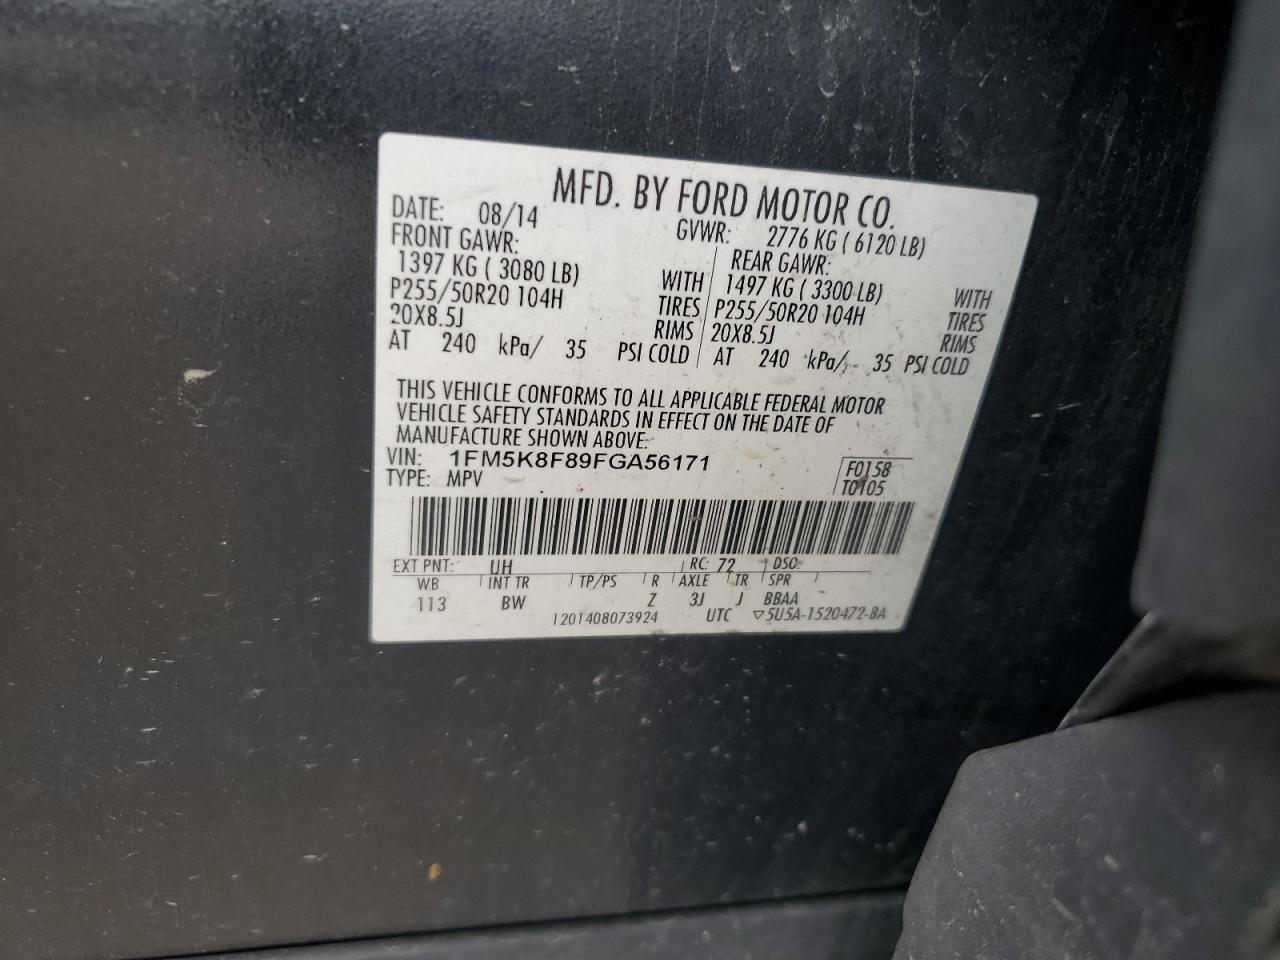 MFD. BY FORD MOTOR CO.
DATE: 08/14 GVWR: 2776 KG ( 6120 LB)
FRONT GAWR: REAR GAWR:
1397 KG ( 3080 LB) WITH 1497 KG ( 3300 LB) WITH
P255/50R20 104H TIRES P255/50R20 104H TIRES
20X8.5J RIMS 20X8.5J RIMS
AT 240 kPa/ 35 PSI COLD AT 240 kPa/ 35 PSI COLD
THIS VEHICLE CONFORMS TO ALL APPLICABLE FEDERAL MOTOR
VEHICLE SAFETY STANDARDS IN EFFECT ON THE DATE OF
MANUFACTURE SHOWN ABOVE.
VIN: 1FM5K8F89FGA56171 F0158
TYPE: MPV T0105
EXT PNT: UH RC: 72 DSO:
WB INT TR TP/PS R AXLE TR SPR
113 BW Z 3J J BBAA
1201408073924 UTC ▽5U5A-1520472-BA